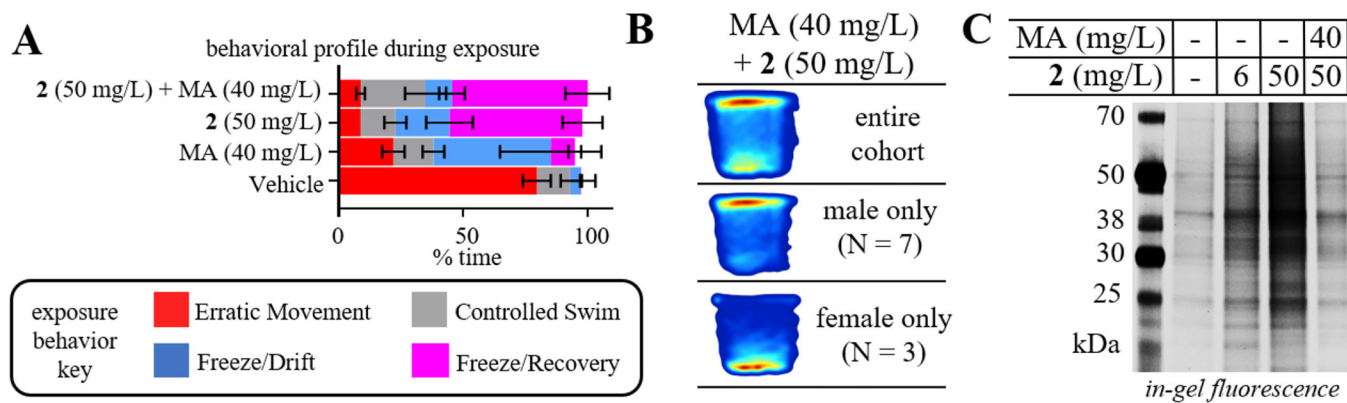 A
behavioral profile during exposure
2 (50 mg/L) + MA (40 mg/L)
2 (50 mg/L)
MA (40 mg/L)
Vehicle
0 50 100
% time
exposure behavior key
Erratic Movement
Controlled Swim
Freeze/Drift
Freeze/Recovery
B
MA (40 mg/L)
+ 2 (50 mg/L)
entire
cohort
male only
(N = 7)
female only
(N = 3)
C
MA (mg/L) - - - 40
2 (mg/L) - 6 50 50
70
50
38
30
25
kDa
in-gel fluorescence